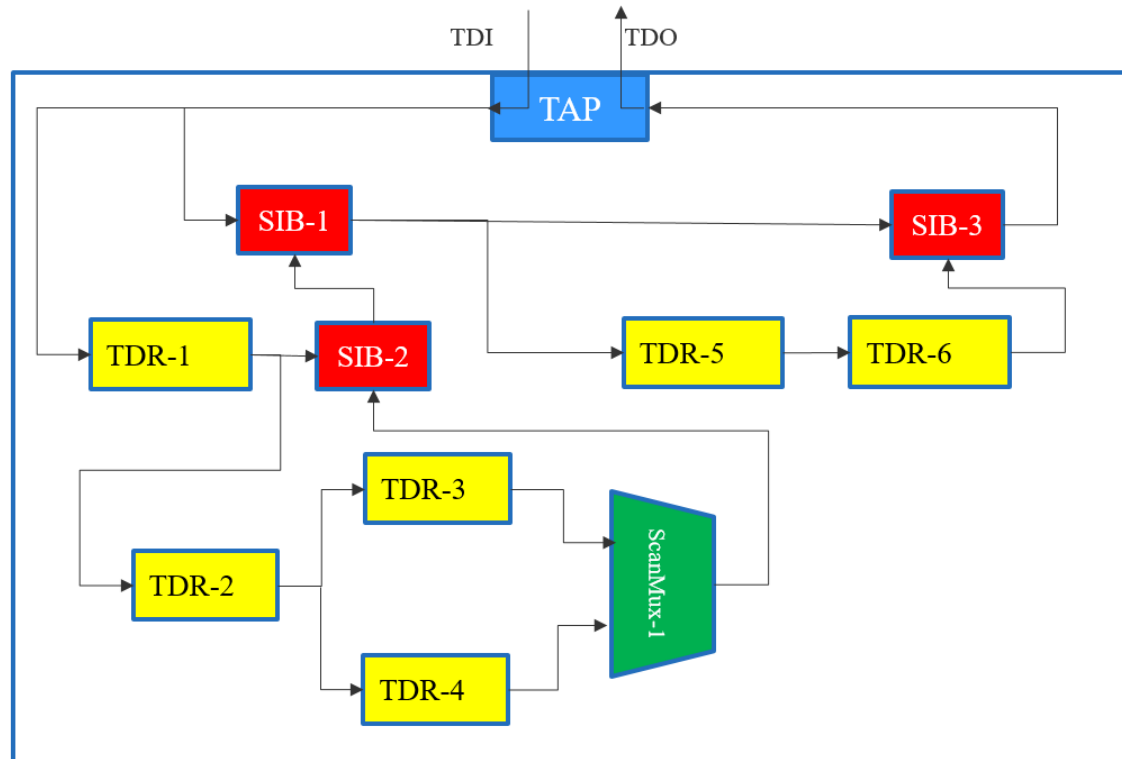 TDI
TDO
TAP
SIB-1
SIB-3
TDR-1
SIB-2
TDR-5
TDR-6
TDR-3
ScanMux-1
TDR-2
TDR-4